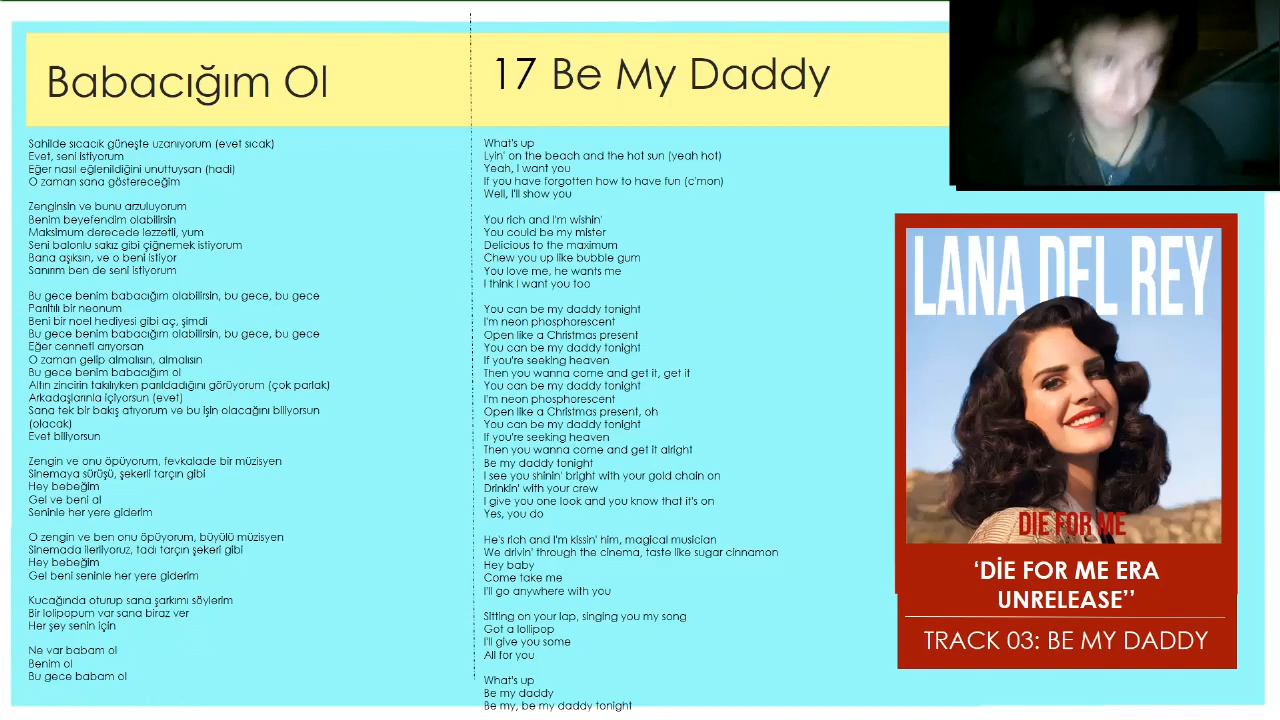 Babacığım Ol
Sahilde sıcacık güneşte uzanıyorum (evet sıcak)
Evet, seni istiyorum
Eğer nasıl eğlenildiğini unuttuysan (hadi)
O zaman sana göstereceğim
Zenginsin ve bunu arzuluyorum
Benim beyefendim olabilirsin
Maksimum derecede lezzetli, yum
Seni balonlu sakız gibi çiğnemek istiyorum
Bana aşıksın, ve o beni istiyor
Sanırım ben de seni istiyorum
Bu gece benim babacığım olabilirsin, bu gece, bu gece
Parıltılı bir neonum
Beni bir noel hediyesi gibi aç, şimdi
Bu gece benim babacığım olabilirsin, bu gece, bu gece
Eğer cenneti arıyorsan
O zaman gelip almalısın, almalısın
Bu gece benim babacığım ol
Altın zincirin takılıyken parıldadığını görüyorum (çok parlak)
Arkadaşlarınla içiyorsun (evet)
Sana tek bir bakış atıyorum ve bu işin olacağını biliyorsun
(olacak)
Evet biliyorsun
Zengin ve onu öpüyorum, fevkalade bir müzisyen
Sinemaya sürüşü, şekerli tarçın gibi
Hey bebeğim
Gel ve beni al
Seninle her yere giderim
O zengin ve ben onu öpüyorum, büyülü müzisyen
Sinemada ilerliyoruz, tadı tarçın şekeri gibi
Hey bebeğim
Gel beni seninle her yere giderim
Kucağında oturup sana şarkımı söylerim
Bir lolipopum var sana biraz ver
Her şey senin için
Ne var babam ol
Benim ol
Bu gece babam ol
17 Be My Daddy
What's up
Lyin' on the beach and the hot sun (yeah hot)
Yeah, I want you
If you have forgotten how to have fun (c'mon)
Well, I'll show you
You rich and I'm wishin'
You could be my mister
Delicious to the maximum
Chew you up like bubble gum
You love me, he wants me
I think I want you too
You can be my daddy tonight
I'm neon phosphorescent
Open like a Christmas present
You can be my daddy tonight
If you're seeking heaven
Then you wanna come and get it, get it
You can be my daddy tonight
I'm neon phosphorescent
Open like a Christmas present, oh
You can be my daddy tonight
If you're seeking heaven
Then you wanna come and get it alright
Be my daddy tonight
I see you shinin' bright with your gold chain on
Drinkin' with your crew
I give you one look and you know that it's on
Yes, you do
He's rich and I'm kissin' him, magical musician
We drivin' through the cinema, taste like sugar cinnamon
Hey baby
Come take me
I'll go anywhere with you
Sitting on your lap, singing you my song
Got a lollipop
I'll give you some
All for you
What's up
Be my daddy
Be my, be my daddy tonight
LANA DEL REY
DIE FOR ME
‘DİE FOR ME ERA
UNRELEASE’’
TRACK 03: BE MY DADDY